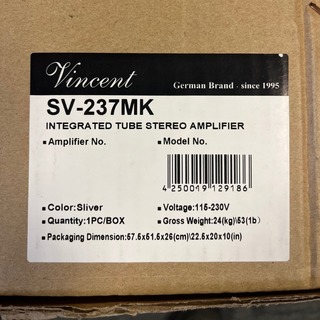 Vincent
German Brand - since 1995
SV-237MK
INTEGRATED TUBE STEREO AMPLIFIER
▪Amplifier No. ▪Model No.
4 250019 129186
▪Color:Sliver ▪Voltage:115-230V
▪Quantity:1PC/BOX ▪Gross Weight:24(kg)\53(1b)
▪Packaging Dimension:57.5x51.5x26(cm)\22.5x20x10(in)